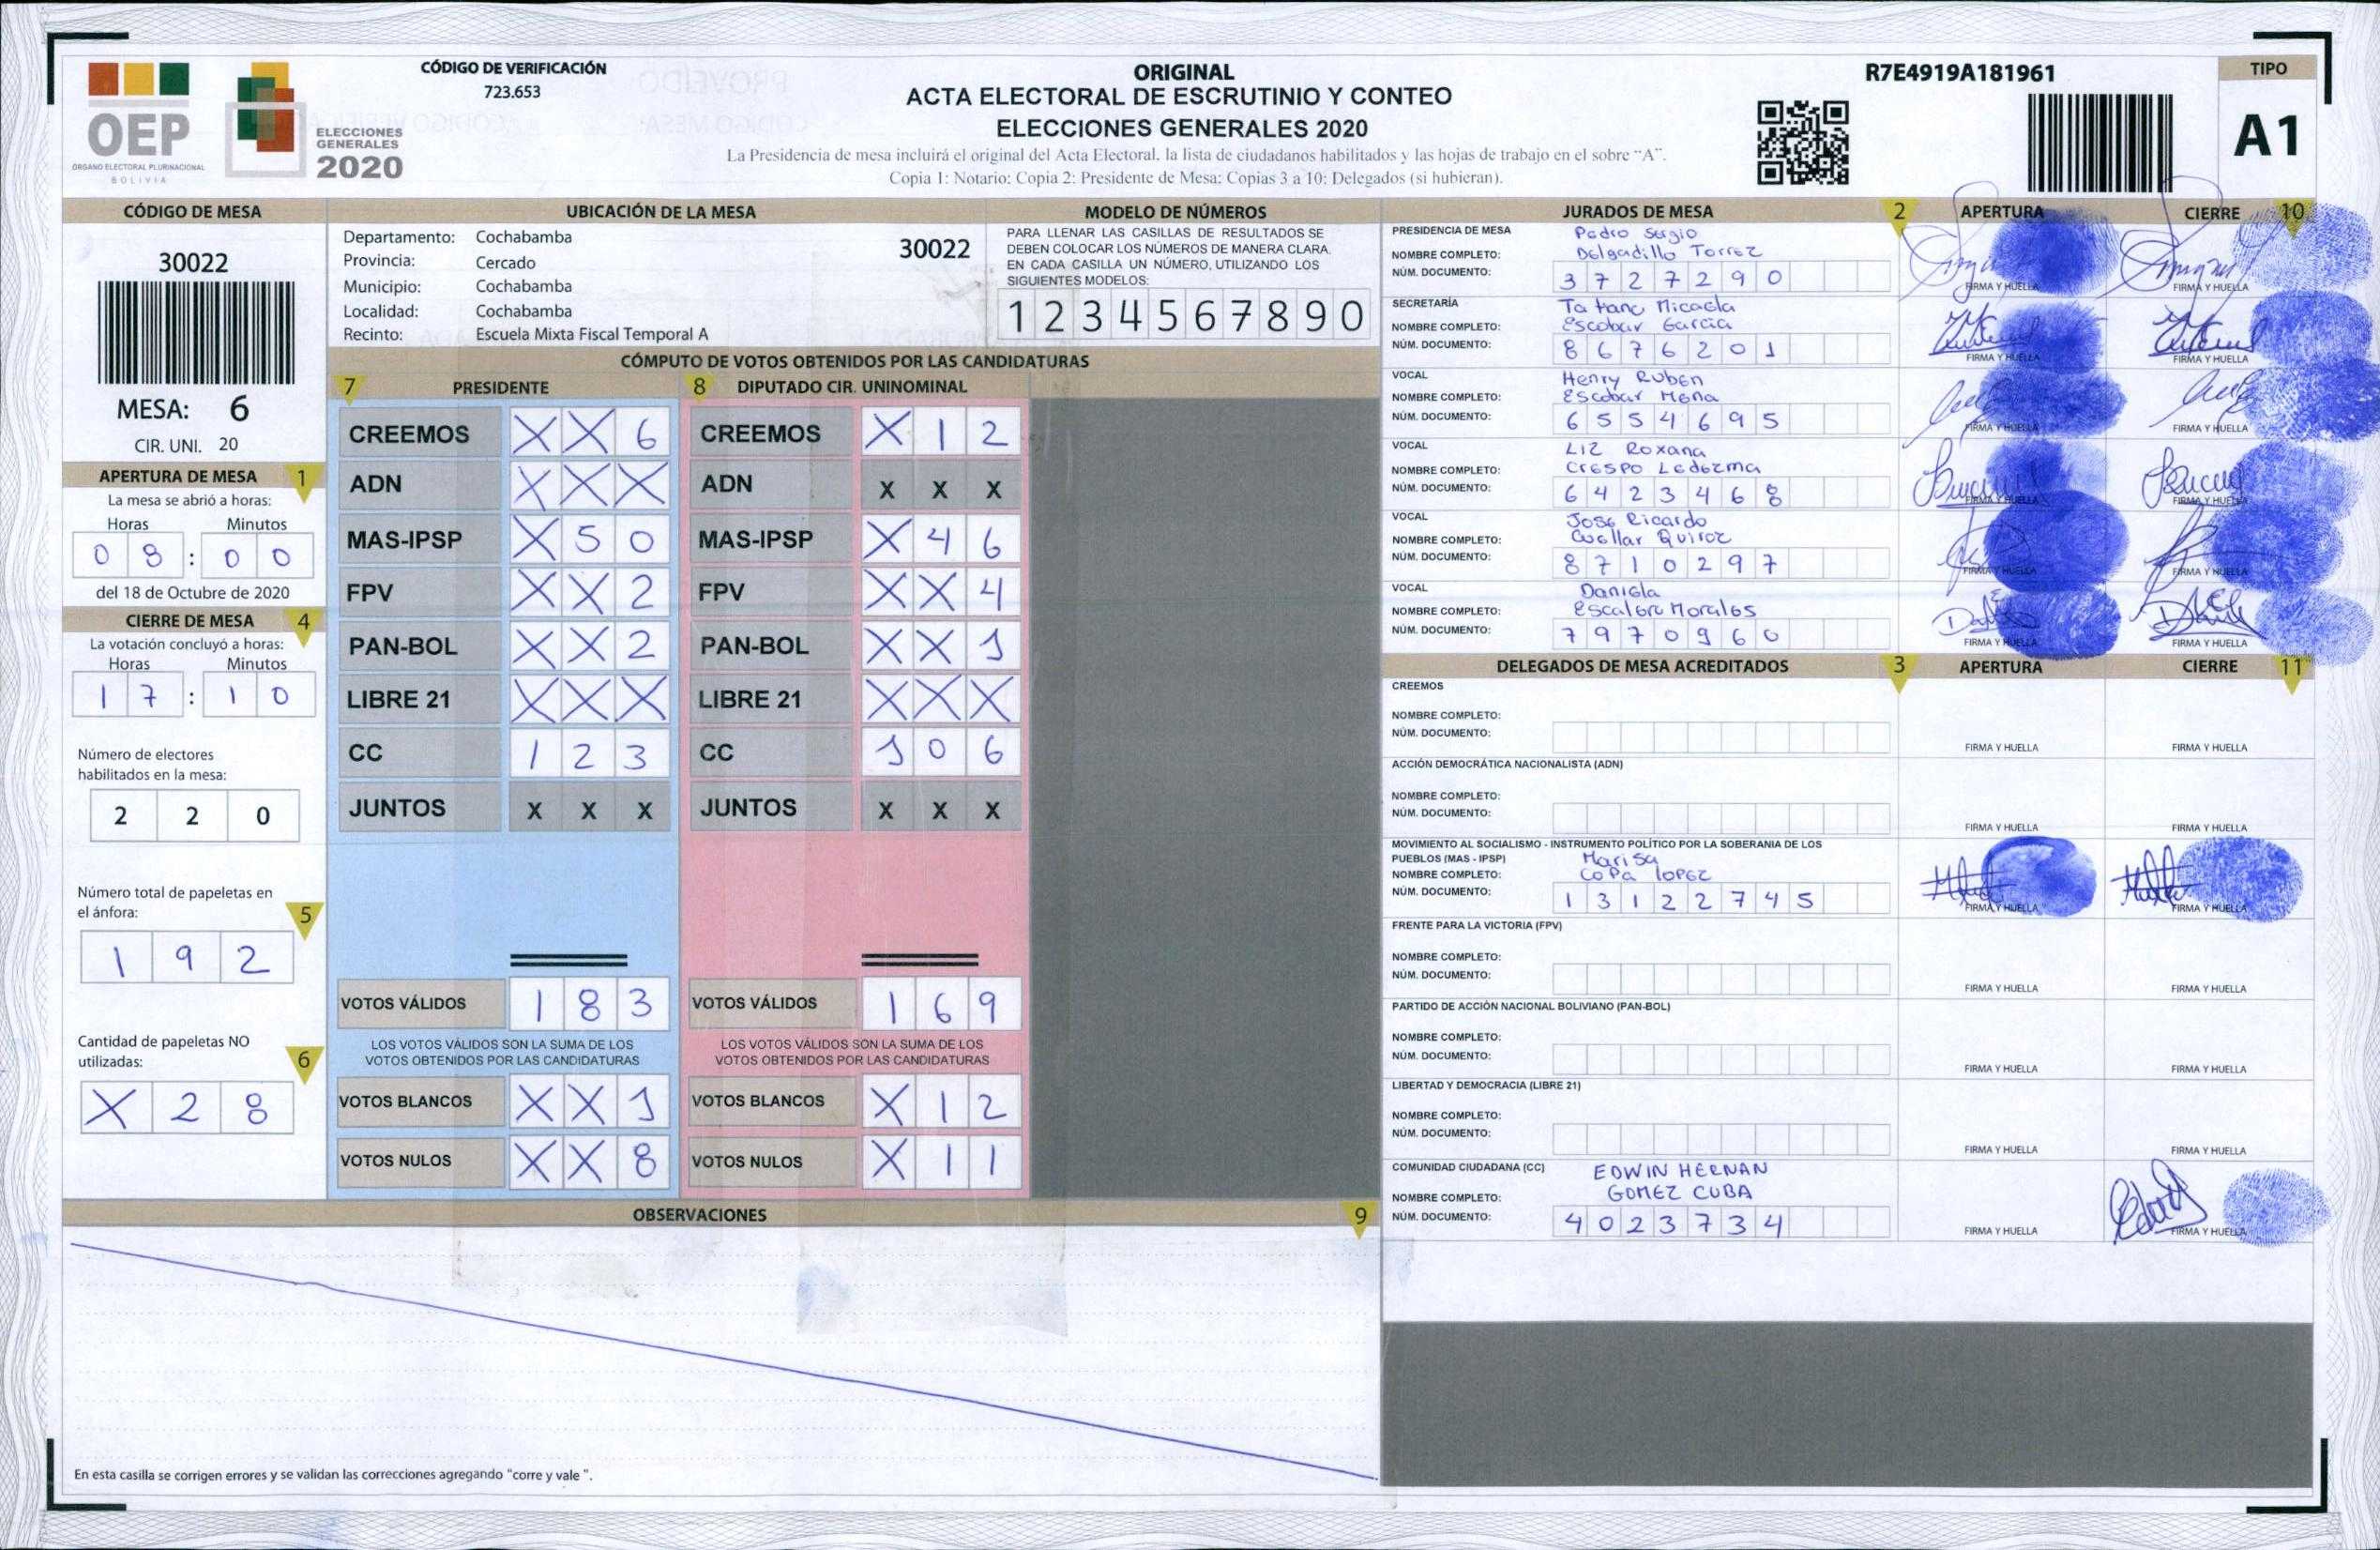 OEP
ÓRGANO ELECTORAL PLURINACIONAL
BOLIVIA
ELECCIONES
GENERALES
2020
CÓDIGO DE VERIFICACIÓN
723.653
ORIGINAL
ACTA ELECTORAL DE ESCRUTINIO Y CONTEO
ELECCIONES GENERALES 2020
La Presidencia de mesa incluirá el original del Acta Electoral, la lista de ciudadanos habilitados y las hojas de trabajo en el sobre "A".
Copia 1: Notario; Copia 2: Presidente de Mesa; Copias 3 a 10: Delegados (si hubieran).
R7E4919A181961
TIPO
A1
CÓDIGO DE MESA
30022
MESA: 6
CIR. UNI. 20
UBICACIÓN DE LA MESA
Departamento: Cochabamba
Provincia: Cercado
Municipio: Cochabamba
Localidad: Cochabamba
Recinto: Escuela Mixta Fiscal Temporal A
30022
MODELO DE NÚMEROS
PARA LLENAR LAS CASILLAS DE RESULTADOS SE
DEBEN COLOCAR LOS NÚMEROS DE MANERA CLARA.
EN CADA CASILLA UN NÚMERO, UTILIZANDO LOS
SIGUIENTES MODELOS:
1 2 3 4 5 6 7 8 9 0
APERTURA DE MESA 1
La mesa se abrió a horas:
Horas Minutos
0 8 : 0 0
del 18 de Octubre de 2020
CIERRE DE MESA 4
La votación concluyó a horas:
Horas Minutos
1 7 : 1 0
Número de electores
habilitados en la mesa:
2 2 0
Número total de papeletas en
el ánfora: 5
1 9 2
Cantidad de papeletas NO
utilizadas: 6
X 2 8
CÓMPUTO DE VOTOS OBTENIDOS POR LAS CANDIDATURAS
7 PRESIDENTE
CREEMOS X X 6
ADN X X X
MAS-IPSP X 5 0
FPV X X 2
PAN-BOL X X 2
LIBRE 21 X X X
CC 1 2 3
JUNTOS X X X
VOTOS VÁLIDOS 1 8 3
LOS VOTOS VÁLIDOS SON LA SUMA DE LOS
VOTOS OBTENIDOS POR LAS CANDIDATURAS
VOTOS BLANCOS X X 1
VOTOS NULOS X X 8
8 DIPUTADO CIR. UNINOMINAL
CREEMOS X 1 2
ADN X X X
MAS-IPSP X 4 6
FPV X X 4
PAN-BOL X X 1
LIBRE 21 X X X
CC 1 0 6
JUNTOS X X X
VOTOS VÁLIDOS 1 6 9
LOS VOTOS VÁLIDOS SON LA SUMA DE LOS
VOTOS OBTENIDOS POR LAS CANDIDATURAS
VOTOS BLANCOS X 1 2
VOTOS NULOS X 1 1
OBSERVACIONES 9
En esta casilla se corrigen errores y se validan las correcciones agregando "corre y vale ".
JURADOS DE MESA 2 APERTURA CIERRE 10
PRESIDENCIA DE MESA Pedro Sergio
NOMBRE COMPLETO: Delgadillo Torrez
NÚM. DOCUMENTO: 3 7 2 7 2 9 0
FIRMA Y HUELLA FIRMA Y HUELLA
SECRETARÍA Micaela
NOMBRE COMPLETO: Escobar Garcia
NÚM. DOCUMENTO: 8 6 7 6 2 0 1
FIRMA Y HUELLA FIRMA Y HUELLA
VOCAL Henry Ruben
NOMBRE COMPLETO: Escobar Mena
NÚM. DOCUMENTO: 6 5 5 4 6 9 5
FIRMA Y HUELLA FIRMA Y HUELLA
VOCAL Liz Roxana
NOMBRE COMPLETO: Crespo Ledezma
NÚM. DOCUMENTO: 6 4 2 3 4 6 8
FIRMA Y HUELLA FIRMA Y HUELLA
VOCAL Jose Ricardo
NOMBRE COMPLETO: Cuellar Quiroz
NÚM. DOCUMENTO: 8 7 1 0 2 9 7
FIRMA Y HUELLA FIRMA Y HUELLA
VOCAL Daniela
NOMBRE COMPLETO: Escalera Morales
NÚM. DOCUMENTO: 7 9 7 0 9 6 0
FIRMA Y HUELLA FIRMA Y HUELLA
DELEGADOS DE MESA ACREDITADOS 3 APERTURA CIERRE 11
CREEMOS
NOMBRE COMPLETO:
NÚM. DOCUMENTO:
FIRMA Y HUELLA FIRMA Y HUELLA
ACCIÓN DEMOCRÁTICA NACIONALISTA (ADN)
NOMBRE COMPLETO:
NÚM. DOCUMENTO:
FIRMA Y HUELLA FIRMA Y HUELLA
MOVIMIENTO AL SOCIALISMO - INSTRUMENTO POLÍTICO POR LA SOBERANIA DE LOS
PUEBLOS (MAS - IPSP) Marisa
NOMBRE COMPLETO: Copa lopez
NÚM. DOCUMENTO: 1 3 1 2 2 7 4 5
FIRMA Y HUELLA FIRMA Y HUELLA
FRENTE PARA LA VICTORIA (FPV)
NOMBRE COMPLETO:
NÚM. DOCUMENTO:
FIRMA Y HUELLA FIRMA Y HUELLA
PARTIDO DE ACCIÓN NACIONAL BOLIVIANO (PAN-BOL)
NOMBRE COMPLETO:
NÚM. DOCUMENTO:
FIRMA Y HUELLA FIRMA Y HUELLA
LIBERTAD Y DEMOCRACIA (LIBRE 21)
NOMBRE COMPLETO:
NÚM. DOCUMENTO:
FIRMA Y HUELLA FIRMA Y HUELLA
COMUNIDAD CIUDADANA (CC) EDWIN HERNAN
NOMBRE COMPLETO: GOMEZ CUBA
NÚM. DOCUMENTO: 4 0 2 3 7 3 4
FIRMA Y HUELLA FIRMA Y HUELLA